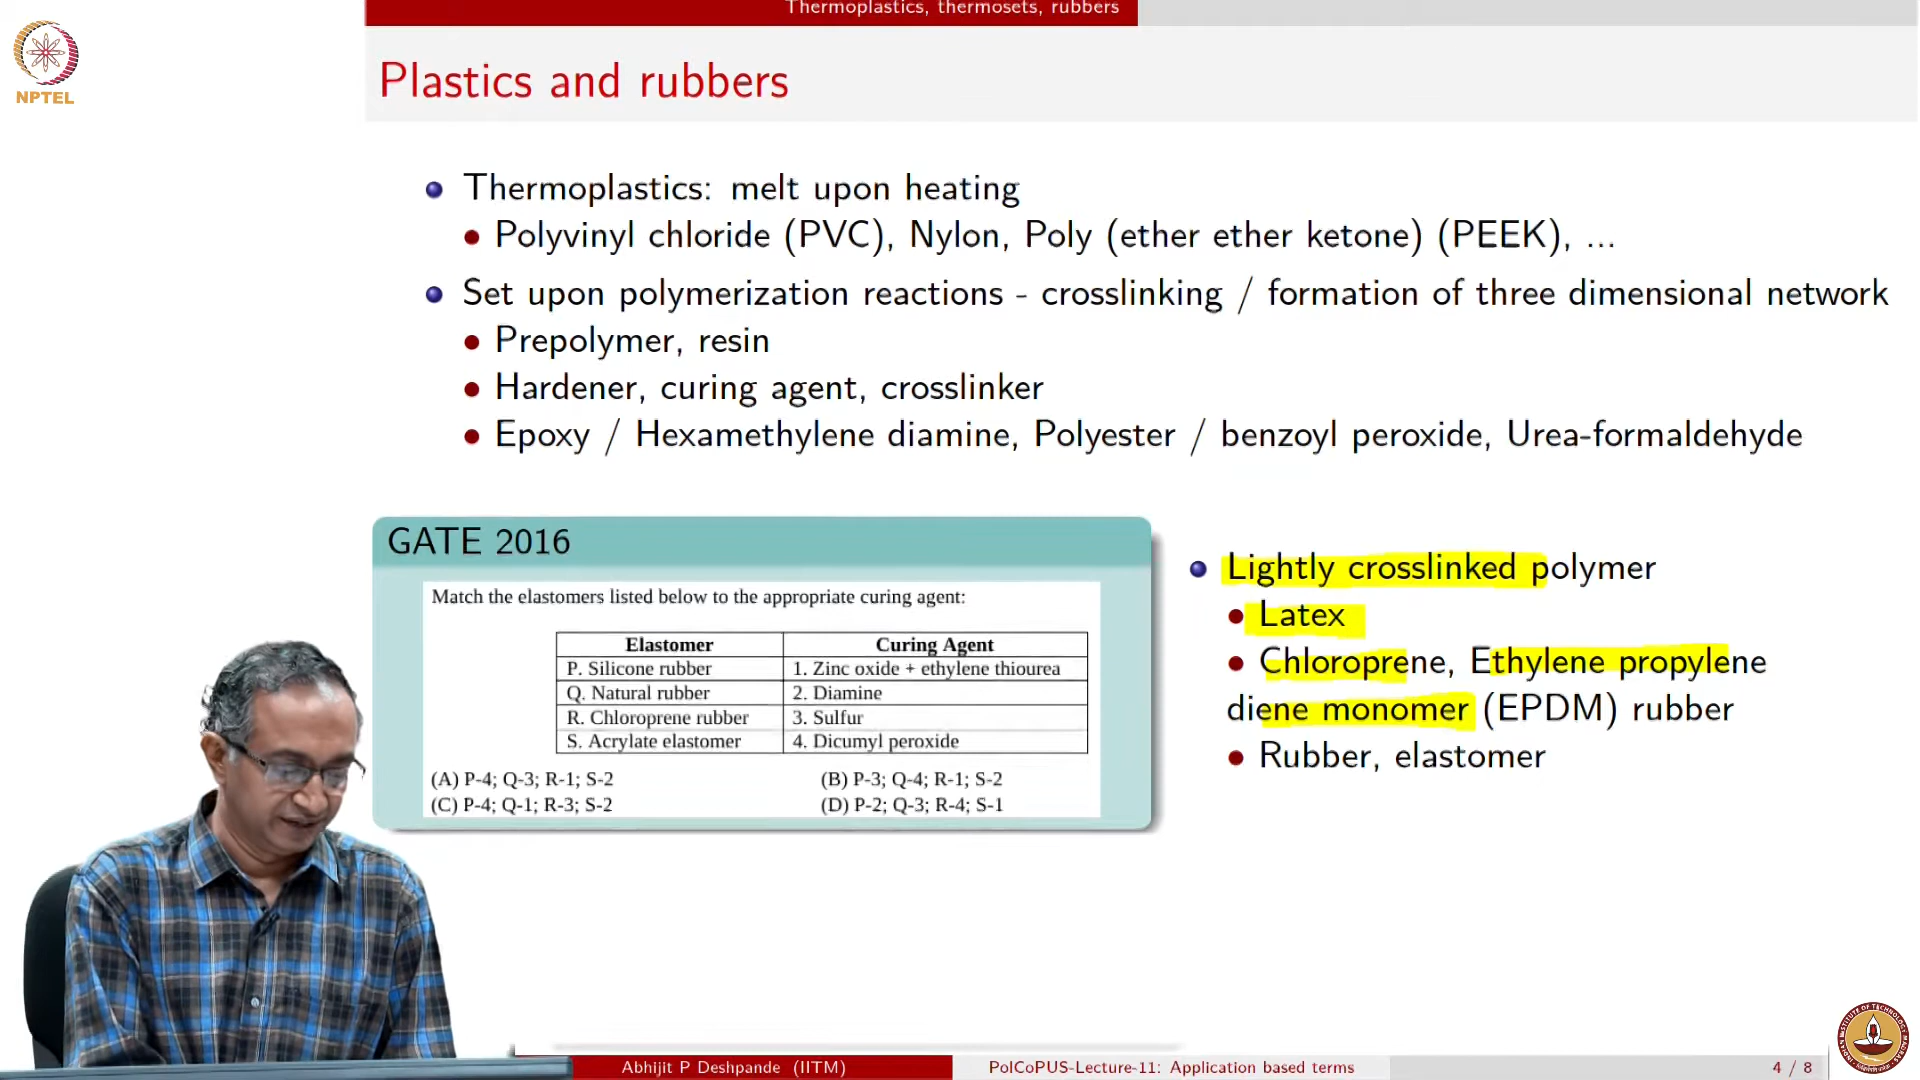 Thermoplastics, thermosets, rubbers
NPTEL
Plastics and rubbers
Thermoplastics: melt upon heating
Polyvinyl chloride (PVC), Nylon, Poly (ether ether ketone) (PEEK), ...
Set upon polymerization reactions - crosslinking / formation of three dimensional network
Prepolymer, resin
Hardener, curing agent, crosslinker
Epoxy / Hexamethylene diamine, Polyester / benzoyl peroxide, Urea-formaldehyde
GATE 2016
Match the elastomers listed below to the appropriate curing agent:
Elastomer Curing Agent
P. Silicone rubber 1. Zinc oxide + ethylene thiourea
Q. Natural rubber 2. Diamine
R. Chloroprene rubber 3. Sulfur
S. Acrylate elastomer 4. Dicumyl peroxide
(A) P-4; Q-3; R-1; S-2 (B) P-3; Q-4; R-1; S-2
(C) P-4; Q-1; R-3; S-2 (D) P-2; Q-3; R-4; S-1
Lightly crosslinked polymer
Latex
Chloroprene, Ethylene propylene
diene monomer (EPDM) rubber
Rubber, elastomer
Abhijit P Deshpande (IITM) PolCoPUS-Lecture-11: Application based terms 4 / 8